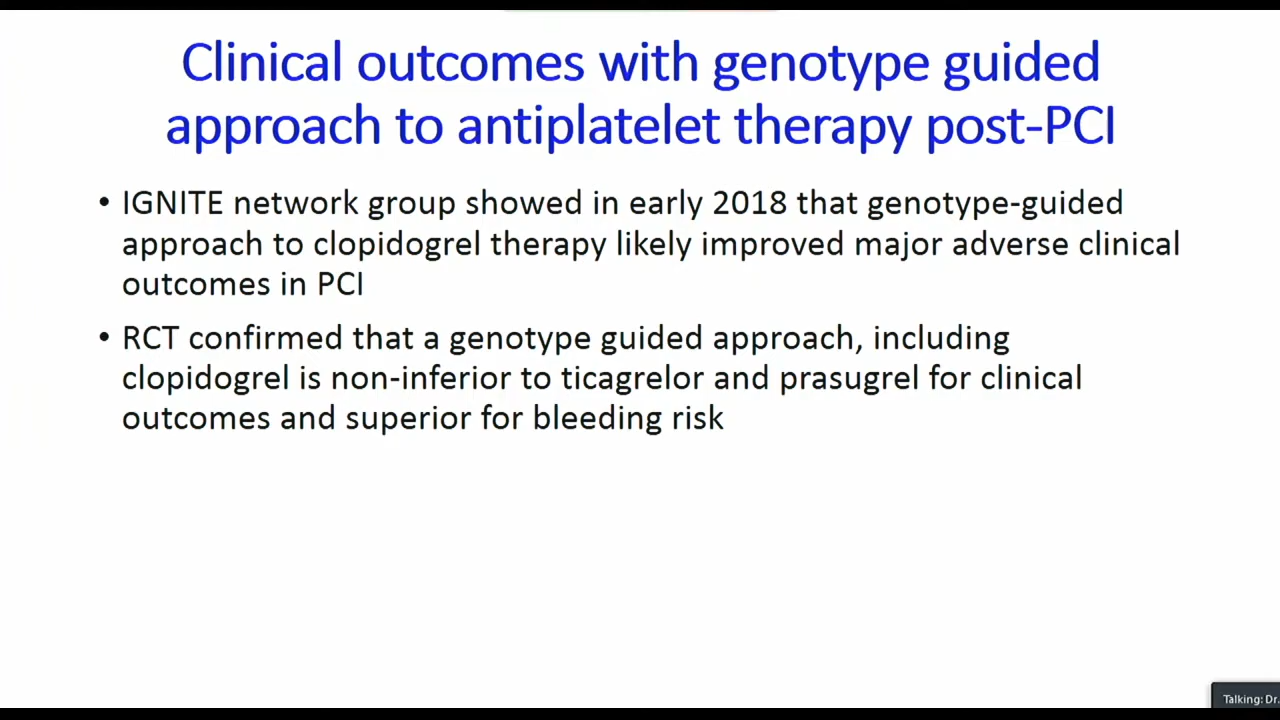 Clinical outcomes with genotype guided
approach to antiplatelet therapy post-PCI
• IGNITE network group showed in early 2018 that genotype-guided
approach to clopidogrel therapy likely improved major adverse clinical
outcomes in PCI
• RCT confirmed that a genotype guided approach, including
clopidogrel is non-inferior to ticagrelor and prasugrel for clinical
outcomes and superior for bleeding risk
Talking: Dr.